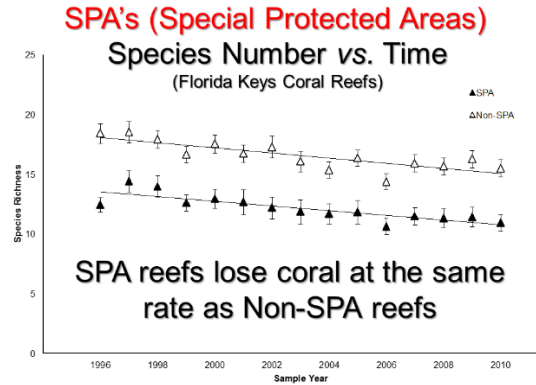 SPA's (Special Protected Areas)
Species Number vs. Time
(Florida Keys Coral Reefs)
25
20
15
10
5
0
Species Richness
SPA
Non-SPA
SPA reefs lose coral at the same
rate as Non-SPA reefs
1996 1998 2000 2002 2004 2006 2008 2010
Sample Year